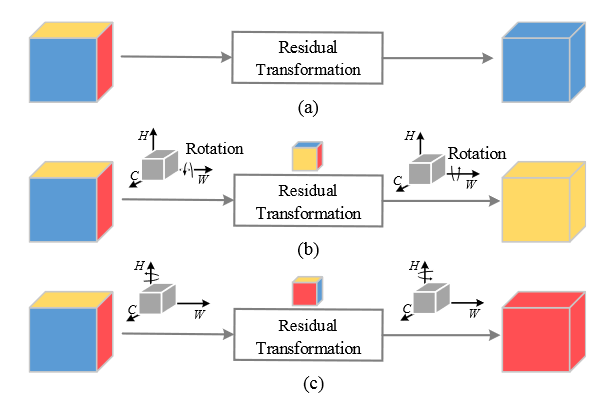 Residual
Transformation
(a)
H
C
W
Rotation
Residual
Transformation
H
C
W
Rotation
(b)
H
C
W
Residual
Transformation
H
C
W
(c)